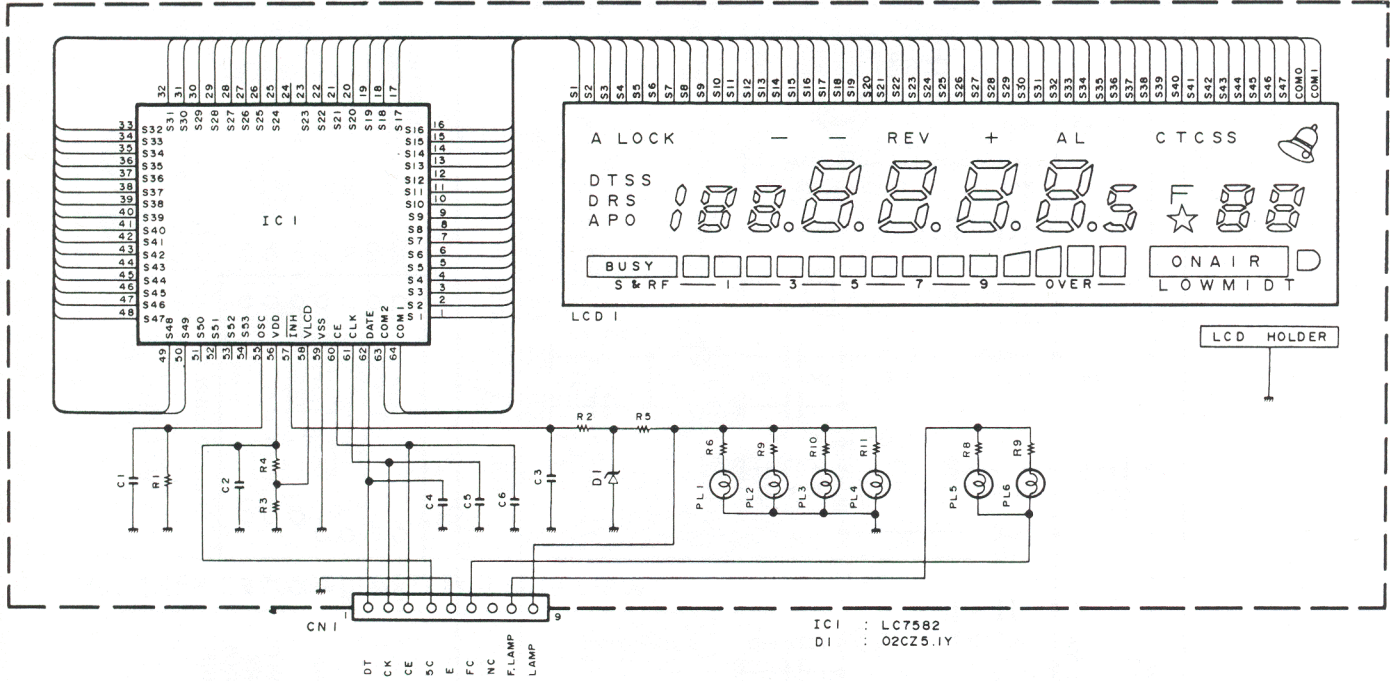 S1 S2 S3 S4 S5 S6 S7 S8 S9 S10 S11 S12 S13 S14 S15 S16 S17 S18 S19 S20 S21 S22 S23 S24 S25 S26 S27 S28 S29 S30 S31 S32 S33 S34 S35 S36 S37 S38 S39 S40 S41 S42 S43 S44 S45 S46 S47 COM0 COM1
32 31 30 29 28 27 26 25 24 23 22 21 20 19 18 17
S31 S30 S29 S28 S27 S26 S25 S24 S23 S22 S21 S20 S19 S18 S17
33 S32 S16 16
34 S33 S15 15
35 S34 S14 14
36 S35 S13 13
37 S36 S12 12
38 S37 S11 11
39 S38 S10 10
40 S39 S9 9
41 S40 S8 8
42 S41 S7 7
43 S42 S6 6
44 S43 S5 5
45 S44 S4 4
46 S45 S3 3
47 S46 S2 2
48 S47 S1 1
IC1
S48 S49 S50 S51 S52 S53 OSC VDD INH VLCD VSS CE CLK DATE COM2 COM1
49 50 51 52 53 54 55 56 57 58 59 60 61 62 63 64
A LOCK — — REV + AL CTCSS
DTSS
DRS
APO
188.888.8.5 F 88
BUSY ON AIR D
S & RF 1 3 5 7 9 OVER LOW MID T
LCD1
LCD HOLDER
R2 R5
C1 R1 C2 R4 R3 C4 C5 C6 C3 D1
R6 R9 R10 R11 R8 R9
PL1 PL2 PL3 PL4 PL5 PL6
CN1 1 9
DT CK CE 5C E FC NC F.LAMP LAMP
IC1 : LC7582
D1 : 02CZ5.1Y